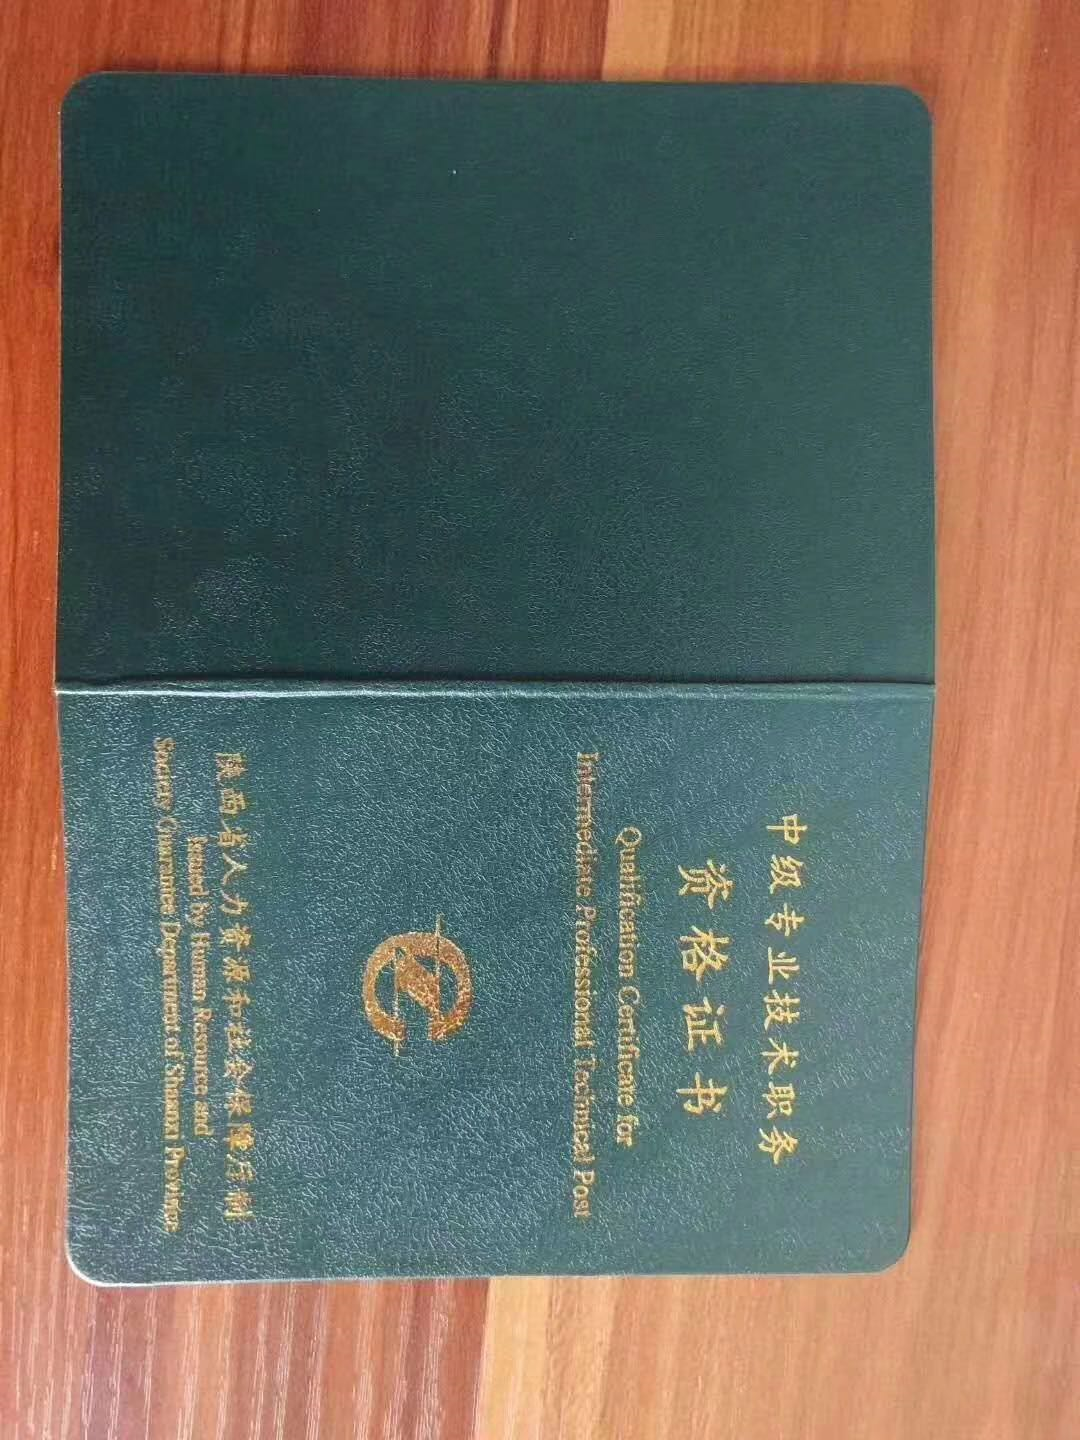 中级专业技术职务
资格证书
Qualification Certificate for
Intermediate Professional Technical Post
陕西省人力资源和社会保障厅制
Issued by Human Resource and
Society Guarantee Department of Shaanxi Province